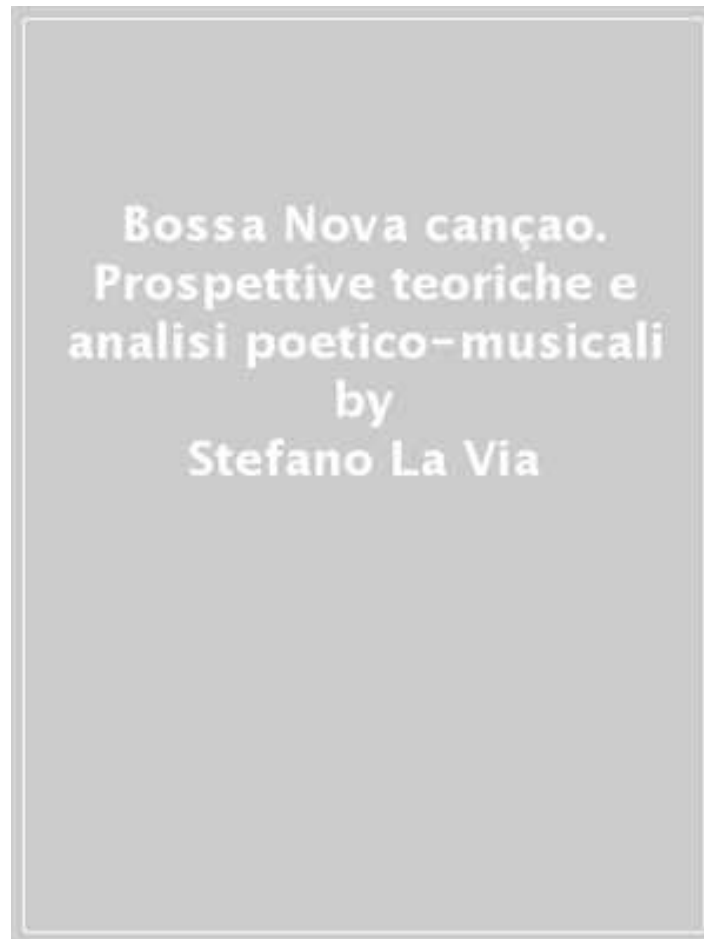 Bossa Nova cançao.
Prospettive teoriche e
analisi poetico-musicali
by
Stefano La Via